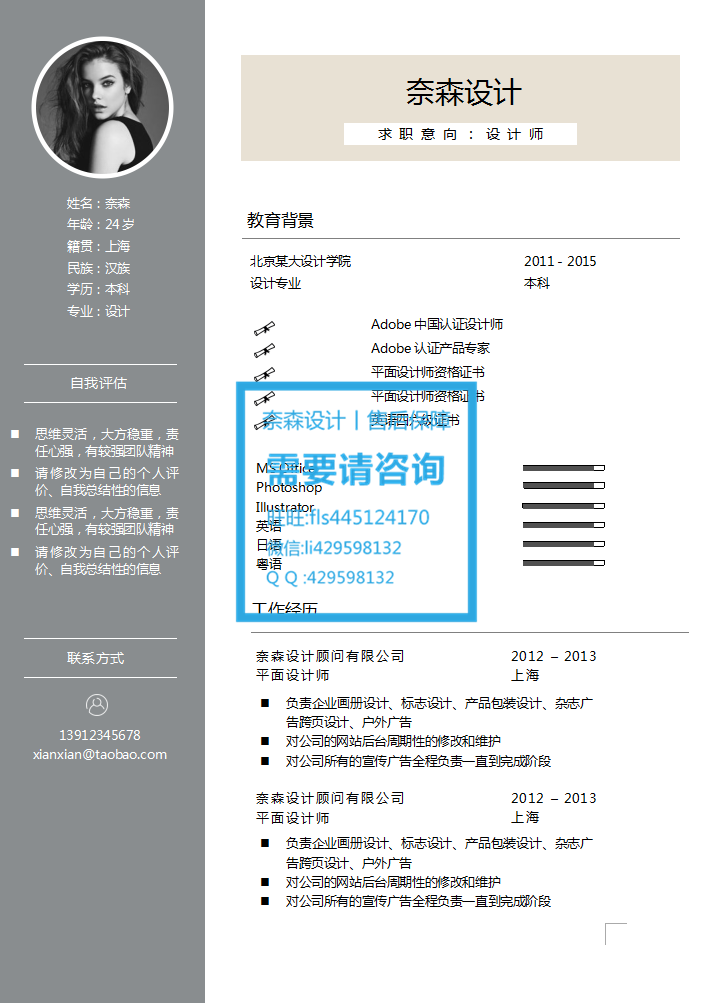 姓名：奈森
年龄：24 岁
籍贯：上海
民族：汉族
学历：本科
专业：设计
自我评估
■ 思维灵活，大方稳重，责
任心强，有较强团队精神
■ 请修改为自己的个人评
价、自我总结性的信息
■ 思维灵活，大方稳重，责
任心强，有较强团队精神
■ 请修改为自己的个人评
价、自我总结性的信息
联系方式
13912345678
xianxian@taobao.com
奈森设计
求职意向：设计师
教育背景
北京某大设计学院 2011 - 2015
设计专业 本科
Adobe 中国认证设计师
Adobe 认证产品专家
平面设计师资格证书
平面设计师资格证书
英语四六级证书
奈森设计丨售后保障
需要请咨询
旺旺:fls445124170
微信:li429598132
Q Q :429598132
MS Office
Photoshop
Illustrator
英语
日语
粤语
工作经历
奈森设计顾问有限公司 2012 – 2013
平面设计师 上海
■ 负责企业画册设计、标志设计、产品包装设计、杂志广
告跨页设计、户外广告
■ 对公司的网站后台周期性的修改和维护
■ 对公司所有的宣传广告全程负责一直到完成阶段
奈森设计顾问有限公司 2012 – 2013
平面设计师 上海
■ 负责企业画册设计、标志设计、产品包装设计、杂志广
告跨页设计、户外广告
■ 对公司的网站后台周期性的修改和维护
■ 对公司所有的宣传广告全程负责一直到完成阶段